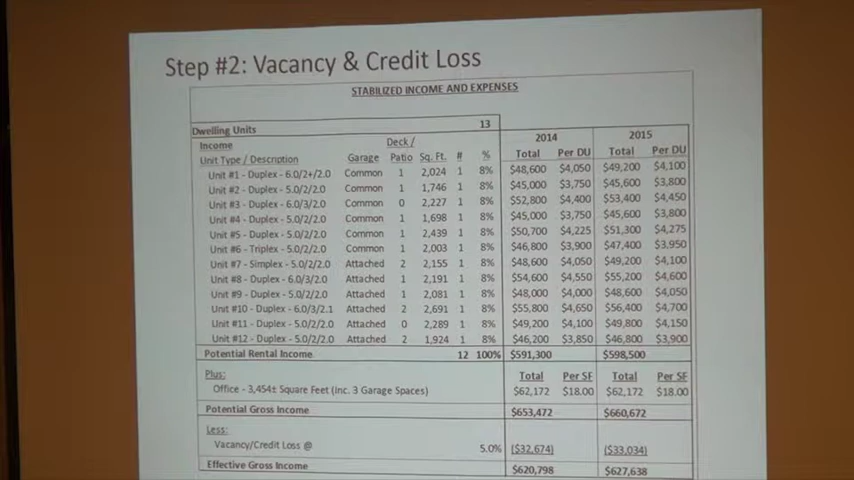 Step #2: Vacancy & Credit Loss
STABILIZED INCOME AND EXPENSES
Dwelling Units 13
Income Deck / 2014 2015
Unit Type / Description Garage Patio Sq. Ft. # % Total Per DU Total Per DU
Unit #1 - Duplex - 6.0/2+/2.0 Common 1 2,024 1 8% $48,600 $4,050 $49,200 $4,100
Unit #2 - Duplex - 5.0/2/2.0 Common 1 1,746 1 8% $45,000 $3,750 $45,600 $3,800
Unit #3 - Duplex - 6.0/3/2.0 Common 0 2,227 1 8% $52,800 $4,400 $53,400 $4,450
Unit #4 - Duplex - 5.0/2/2.0 Common 1 1,698 1 8% $45,000 $3,750 $45,600 $3,800
Unit #5 - Duplex - 5.0/2/2.0 Common 1 2,439 1 8% $50,700 $4,225 $51,300 $4,275
Unit #6 - Triplex - 5.0/2/2.0 Common 1 2,003 1 8% $46,800 $3,900 $47,400 $3,950
Unit #7 - Simplex - 5.0/2/2.0 Attached 2 2,155 1 8% $48,600 $4,050 $49,200 $4,100
Unit #8 - Duplex - 6.0/3/2.0 Attached 1 2,191 1 8% $54,600 $4,550 $55,200 $4,600
Unit #9 - Duplex - 5.0/2/2.0 Attached 1 2,081 1 8% $48,000 $4,000 $48,600 $4,050
Unit #10 - Duplex - 6.0/3/2.1 Attached 2 2,691 1 8% $55,800 $4,650 $56,400 $4,700
Unit #11 - Duplex - 5.0/2/2.0 Attached 0 2,289 1 8% $49,200 $4,100 $49,800 $4,150
Unit #12 - Duplex - 5.0/2/2.0 Attached 2 1,924 1 8% $46,200 $3,850 $46,800 $3,900
Potential Rental Income 12 100% $591,300 $598,500
Plus: Total Per SF Total Per SF
Office - 3,454± Square Feet (inc. 3 Garage Spaces) $62,172 $18.00 $62,172 $18.00
Potential Gross Income $653,472 $660,672
Less:
Vacancy/Credit Loss @ 5.0% ($32,674) ($33,034)
Effective Gross Income $620,798 $627,638